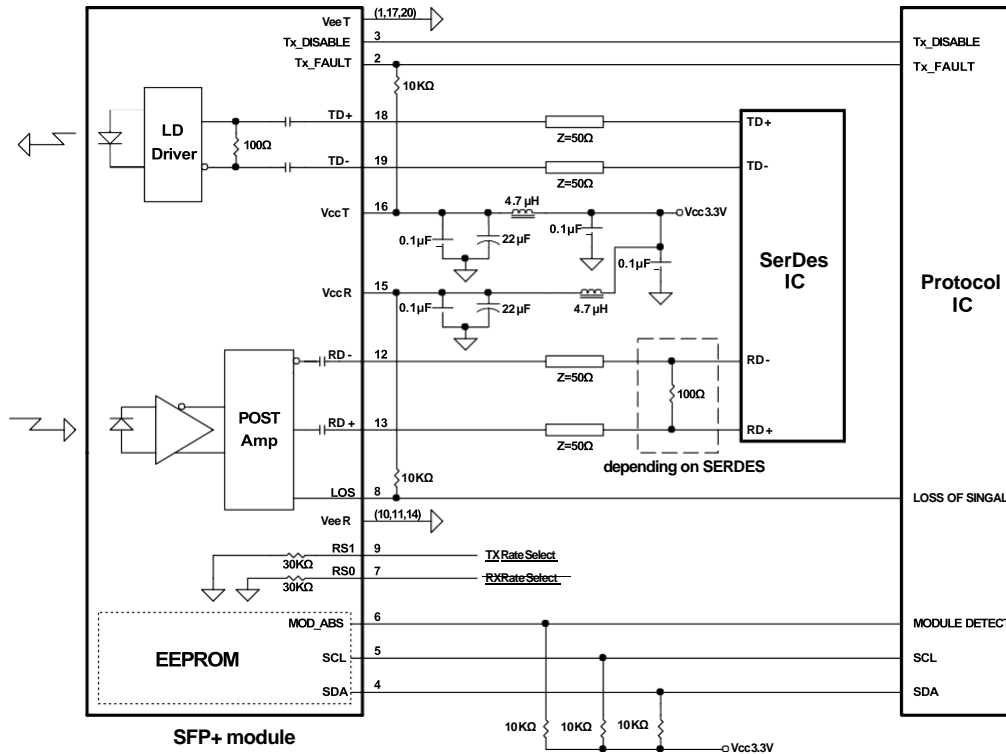 VeeT
(1,17,20)
Tx_DISABLE
3
Tx_DISABLE
Tx_FAULT
2
Tx_FAULT
10KΩ
LD
Driver
100Ω
TD+
18
Z=50Ω
TD+
TD-
19
Z=50Ω
TD-
VccT
16
4.7μH
Vcc3.3V
0.1μF
22μF
0.1μF
0.1μF
SerDes
IC
Protocol
IC
VccR
15
0.1μF
22μF
4.7μH
RD-
12
Z=50Ω
RD-
100Ω
POST
Amp
RD+
13
Z=50Ω
RD+
depending on SERDES
10KΩ
LOS
8
LOSS OF SINGAL
VeeR
(10,11,14)
RS1
9
TX Rate Select
30KΩ
RS0
7
RX Rate Select
30KΩ
MOD_ABS
6
MODULE DETECT
EEPROM
SCL
5
SCL
SDA
4
SDA
10KΩ
10KΩ
10KΩ
Vcc3.3V
SFP+ module